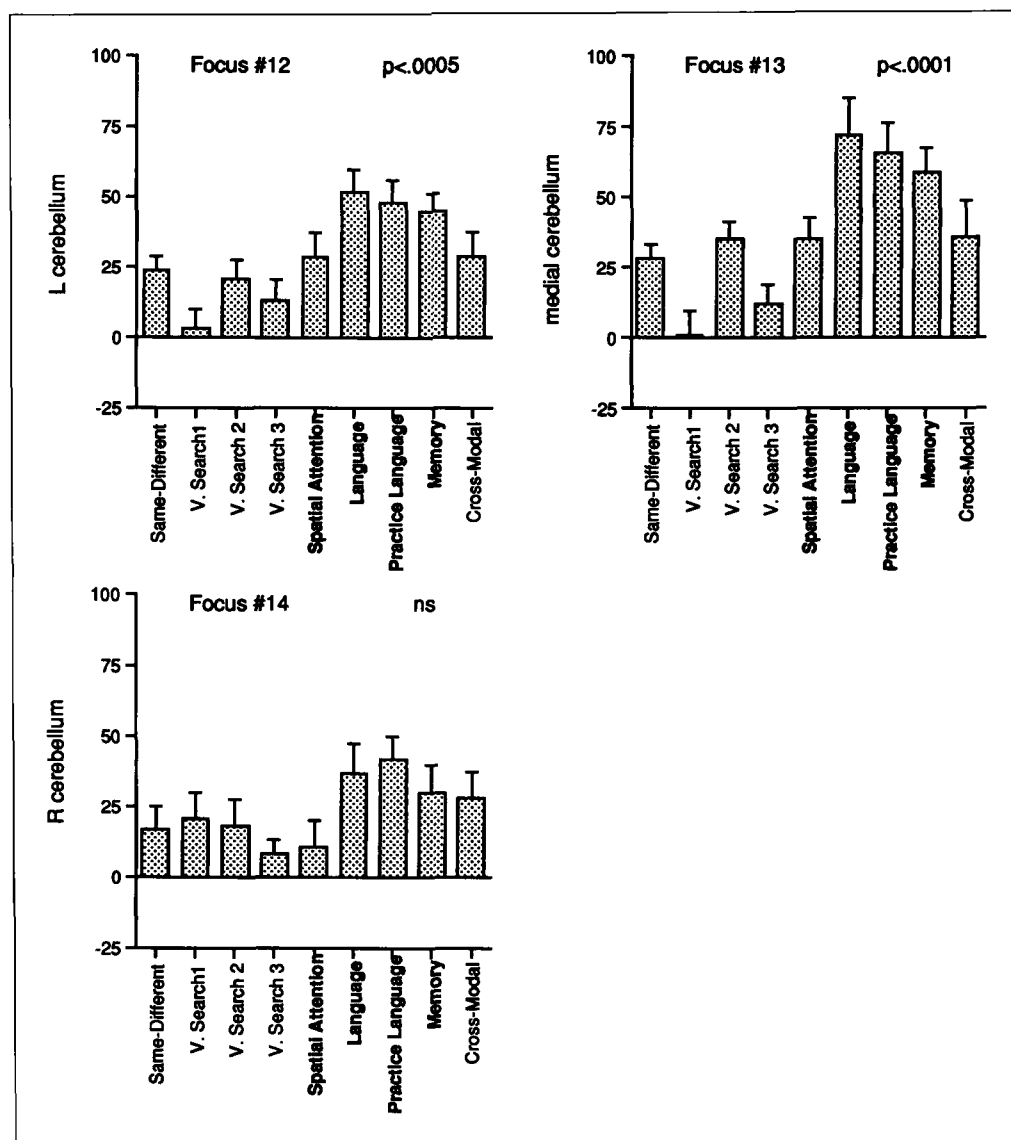 Focus #12 p<.0005
L cerebellum
100
75
50
25
0
-25
Same-Different
V. Search1
V. Search 2
V. Search 3
Spatial Attention
Language
Practice Language
Memory
Cross-Modal
Focus #13 p<.0001
medial cerebellum
100
75
50
25
0
-25
Same-Different
V. Search1
V. Search 2
V. Search 3
Spatial Attention
Language
Practice Language
Memory
Cross-Modal
Focus #14 ns
R cerebellum
100
75
50
25
0
-25
Same-Different
V. Search1
V. Search 2
V. Search 3
Spatial Attention
Language
Practice Language
Memory
Cross-Modal